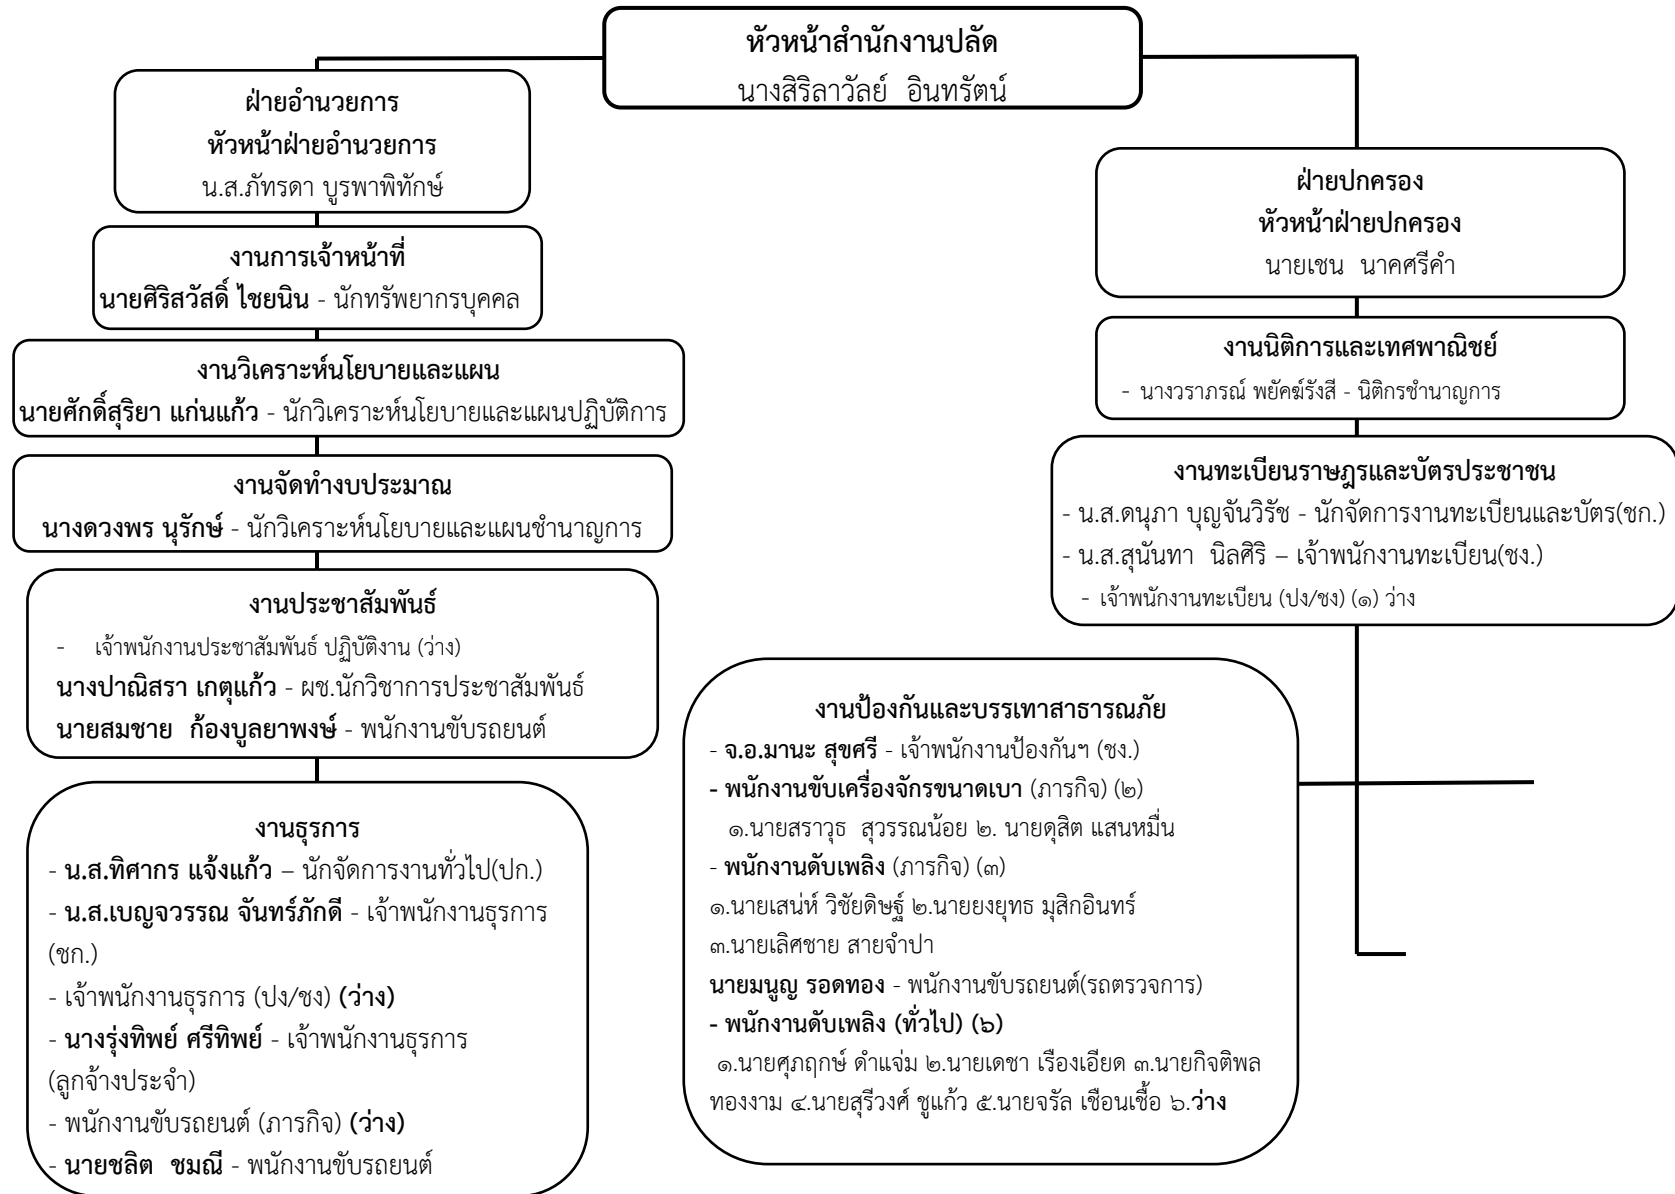 หัวหน้าสำนักงานปลัด
นางสิริลาวัลย์ อินทรัตน์
ฝ่ายอำนวยการ
หัวหน้าฝ่ายอำนวยการ
น.ส.ภัทรดา บูรพาพิทักษ์
งานการเจ้าหน้าที่
นายศิริสวัสดิ์ ไชยนิน - นักทรัพยากรบุคคล
งานวิเคราะห์นโยบายและแผน
นายศักดิ์สุริยา แก่นแก้ว - นักวิเคราะห์นโยบายและแผนปฏิบัติการ
งานจัดทำงบประมาณ
นางดวงพร นุรักษ์ - นักวิเคราะห์นโยบายและแผนชำนาญการ
งานประชาสัมพันธ์
- เจ้าพนักงานประชาสัมพันธ์ ปฏิบัติงาน (ว่าง)
นางปาณิสรา เกตุแก้ว - ผช.นักวิชาการประชาสัมพันธ์
นายสมชาย ก้องบูลยาพงษ์ - พนักงานขับรถยนต์
งานธุรการ
- น.ส.ทิศากร แจ้งแก้ว – นักจัดการงานทั่วไป(ปก.)
- น.ส.เบญจวรรณ จันทร์ภักดี - เจ้าพนักงานธุรการ
(ชก.)
- เจ้าพนักงานธุรการ (ปง/ชง) (ว่าง)
- นางรุ่งทิพย์ ศรีทิพย์ - เจ้าพนักงานธุรการ
(ลูกจ้างประจำ)
- พนักงานขับรถยนต์ (ภารกิจ) (ว่าง)
- นายชลิต ชมณี - พนักงานขับรถยนต์
ฝ่ายปกครอง
หัวหน้าฝ่ายปกครอง
นายเชน นาคศรีคำ
งานนิติการและเทศพาณิชย์
- นางวราภรณ์ พยัคฆ์รังสี - นิติกรชำนาญการ
งานทะเบียนราษฎรและบัตรประชาชน
- น.ส.ดนุภา บุญจันวิรัช - นักจัดการงานทะเบียนและบัตร(ชก.)
- น.ส.สุนันทา นิลศิริ – เจ้าพนักงานทะเบียน(ชง.)
- เจ้าพนักงานทะเบียน (ปง/ชง) (๑) ว่าง
งานป้องกันและบรรเทาสาธารณภัย
- จ.อ.มานะ สุขศรี - เจ้าพนักงานป้องกันฯ (ชง.)
- พนักงานขับเครื่องจักรขนาดเบา (ภารกิจ) (๒)
๑.นายสราวุธ สุวรรณน้อย ๒. นายดุสิต แสนหมื่น
- พนักงานดับเพลิง (ภารกิจ) (๓)
๑.นายเสน่ห์ วิชัยดิษฐ์ ๒.นายยงยุทธ มุสิกอินทร์
๓.นายเลิศชาย สายจำปา
นายมนูญ รอดทอง - พนักงานขับรถยนต์(รถตรวจการ)
- พนักงานดับเพลิง (ทั่วไป) (๖)
๑.นายศุภฤกษ์ ดำแจ่ม ๒.นายเดชา เรืองเอียด ๓.นายกิจติพล
ทองงาม ๔.นายสุรีวงศ์ ชูแก้ว ๕.นายจรัล เชือนเชื้อ ๖.ว่าง